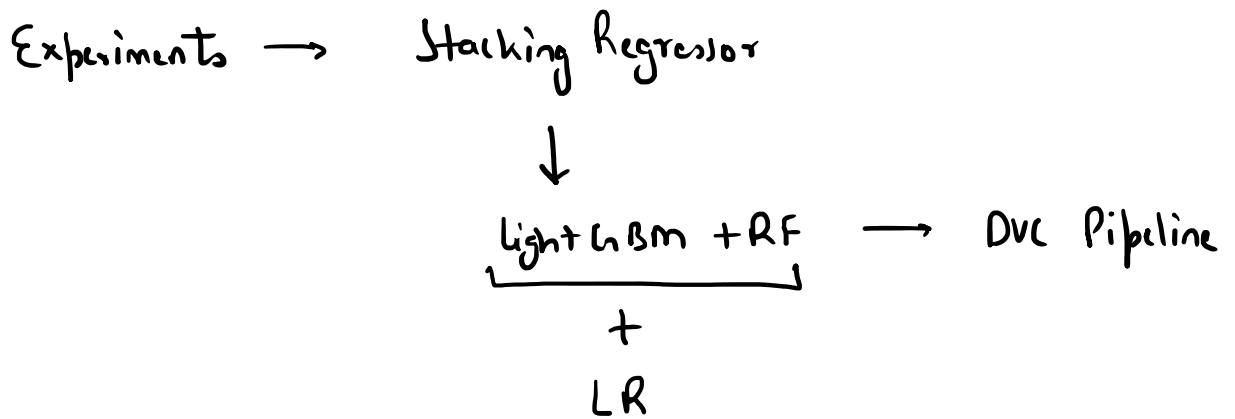 Experiments → Stacking Regressor
↓
LightGBM + RF → DVC Pipeline
+
LR